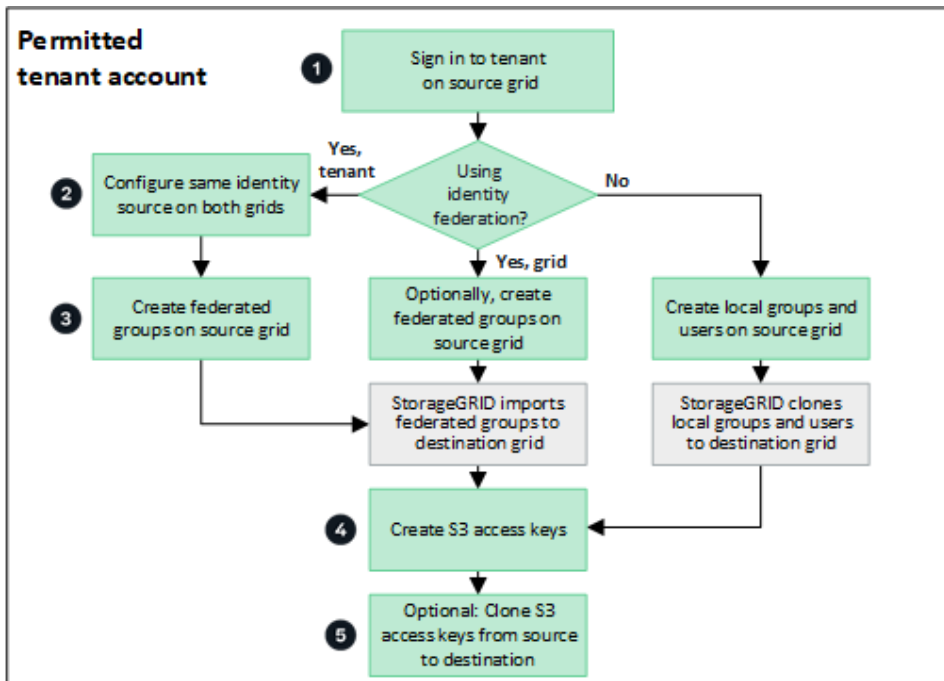 Permitted
tenant account
1
Sign in to tenant
on source grid
Using
identity
federation?
Yes,
tenant
No
Yes, grid
2
Configure same identity
source on both grids
3
Create federated
groups on source grid
Optionally, create
federated groups on
source grid
Create local groups and
users on source grid
StorageGRID imports
federated groups to
destination grid
StorageGRID clones
local groups and users
to destination grid
4
Create S3 access keys
5
Optional: Clone S3
access keys from source
to destination